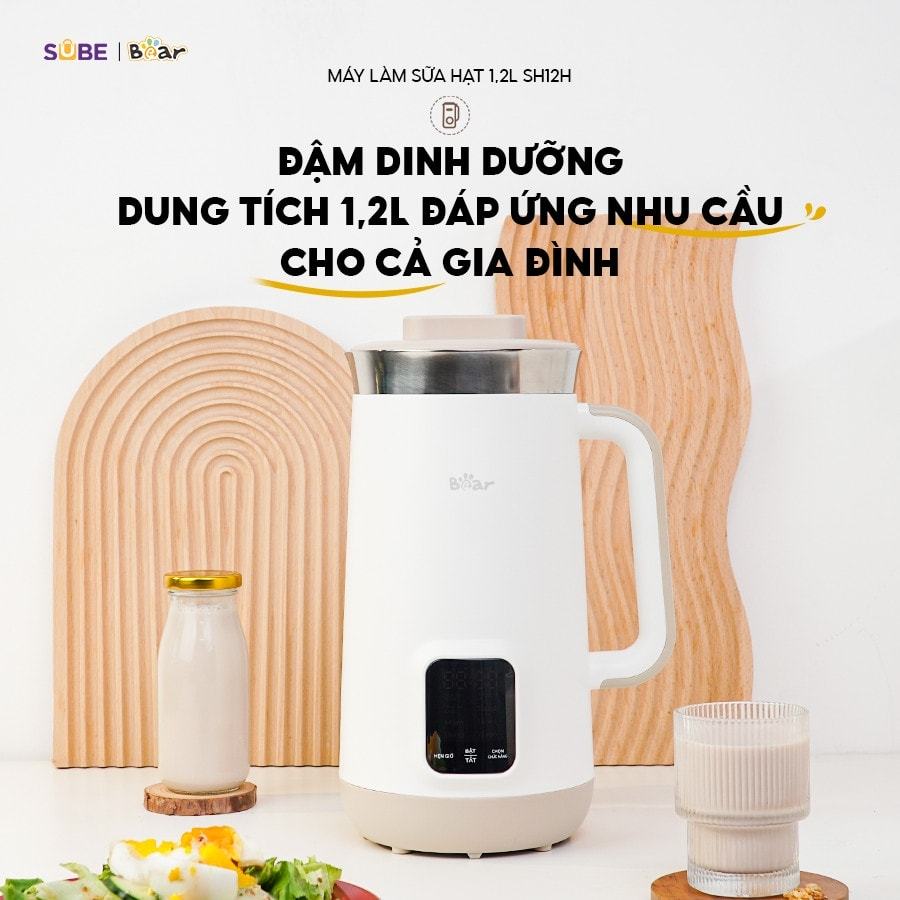 SUBE | Bear
MÁY LÀM SỮA HẠT 1,2L SH12H
ĐẬM DINH DƯỠNG
DUNG TÍCH 1,2L ĐÁP ỨNG NHU CẦU
CHO CẢ GIA ĐÌNH
Bear
HẸN GIỜ
BẬT
TẮT
CHỌN
CHỨC NĂNG